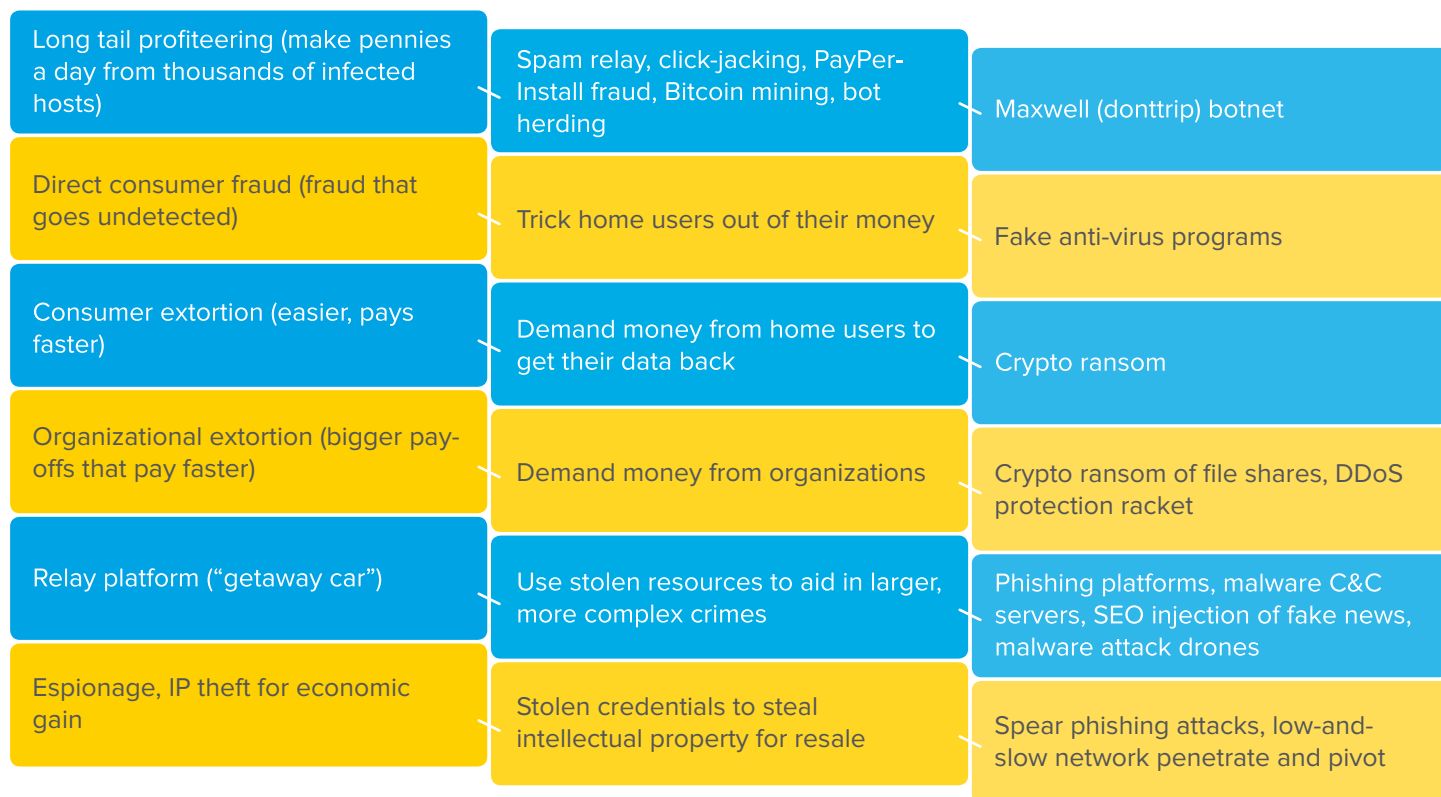 Long tail profiteering (make pennies
a day from thousands of infected
hosts)
Spam relay, click-jacking, PayPer-
Install fraud, Bitcoin mining, bot
herding
Maxwell (donttrip) botnet
Direct consumer fraud (fraud that
goes undetected)
Trick home users out of their money
Fake anti-virus programs
Consumer extortion (easier, pays
faster)
Demand money from home users to
get their data back
Crypto ransom
Organizational extortion (bigger pay-
offs that pay faster)
Demand money from organizations
Crypto ransom of file shares, DDoS
protection racket
Relay platform (“getaway car”)
Use stolen resources to aid in larger,
more complex crimes
Phishing platforms, malware C&C
servers, SEO injection of fake news,
malware attack drones
Espionage, IP theft for economic
gain
Stolen credentials to steal
intellectual property for resale
Spear phishing attacks, low-and-
slow network penetrate and pivot